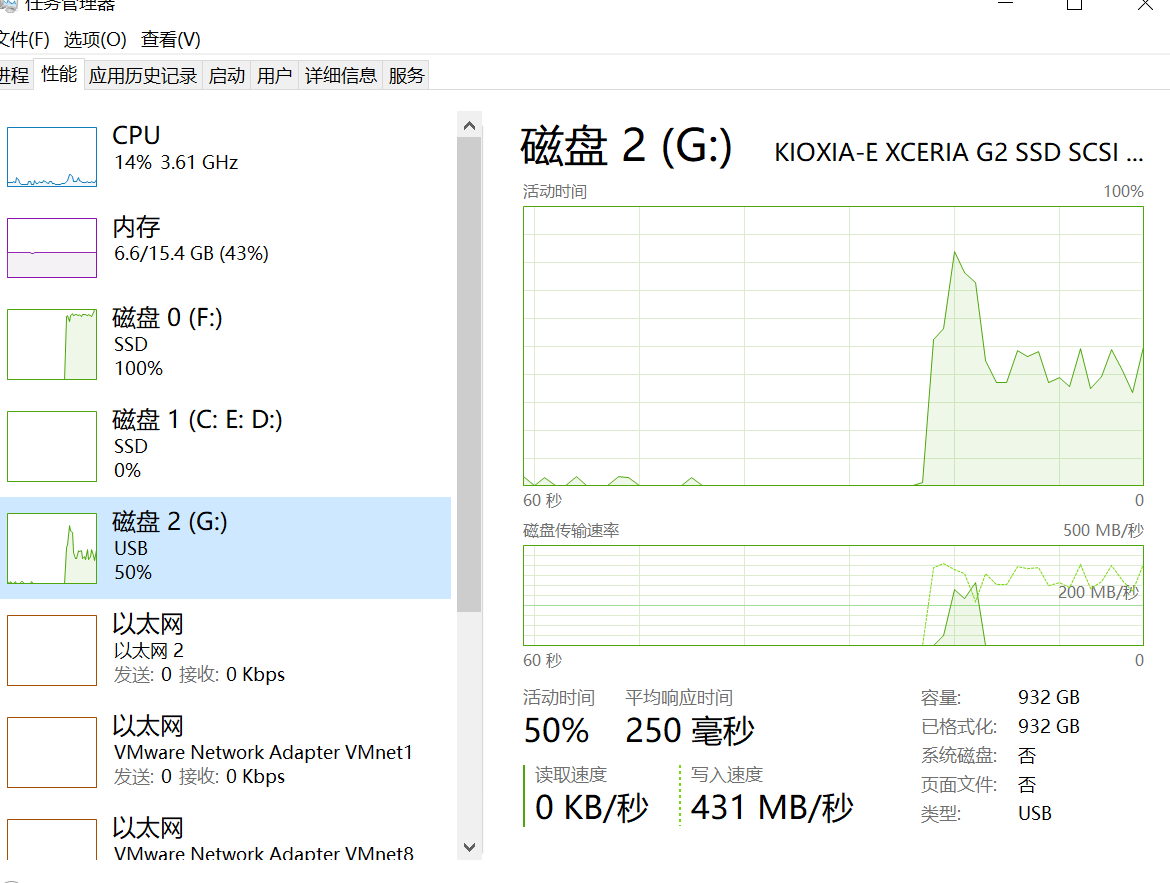 任务管理器
文件(F) 选项(O) 查看(V)
进程 性能 应用历史记录 启动 用户 详细信息 服务
CPU
14% 3.61 GHz
内存
6.6/15.4 GB (43%)
磁盘 0 (F:)
SSD
100%
磁盘 1 (C: E: D:)
SSD
0%
磁盘 2 (G:)
USB
50%
以太网
以太网 2
发送: 0 接收: 0 Kbps
以太网
VMware Network Adapter VMnet1
发送: 0 接收: 0 Kbps
以太网
VMware Network Adapter VMnet8
磁盘 2 (G:) KIOXIA-E XCERIA G2 SSD SCSI ...
活动时间 100%
60 秒 0
磁盘传输速率 500 MB/秒
200 MB/秒
60 秒 0
活动时间 平均响应时间
50% 250 毫秒
读取速度 写入速度
0 KB/秒 431 MB/秒
容量: 932 GB
已格式化: 932 GB
系统磁盘: 否
页面文件: 否
类型: USB